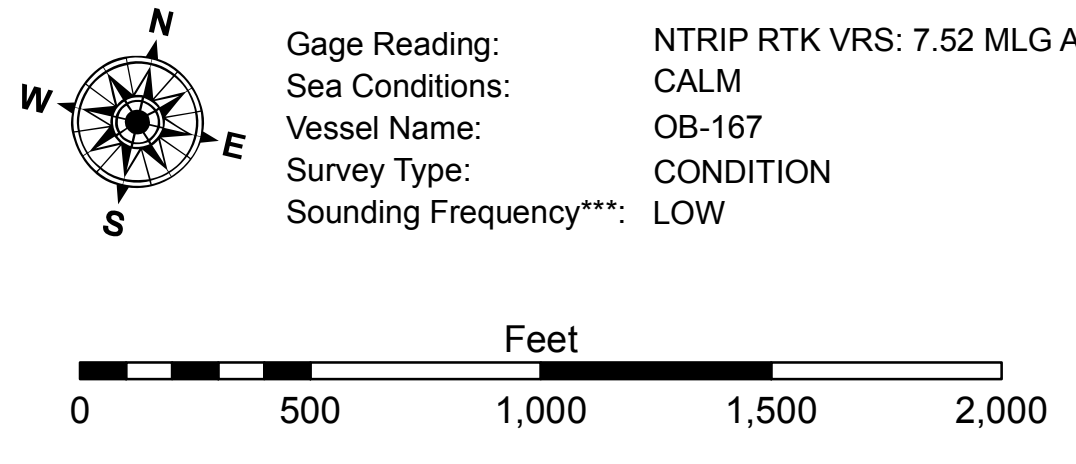 N
W
E
S
Gage Reading: NTRIP RTK VRS: 7.52 MLG A
Sea Conditions: CALM
Vessel Name: OB-167
Survey Type: CONDITION
Sounding Frequency***: LOW
Feet
0 500 1,000 1,500 2,000